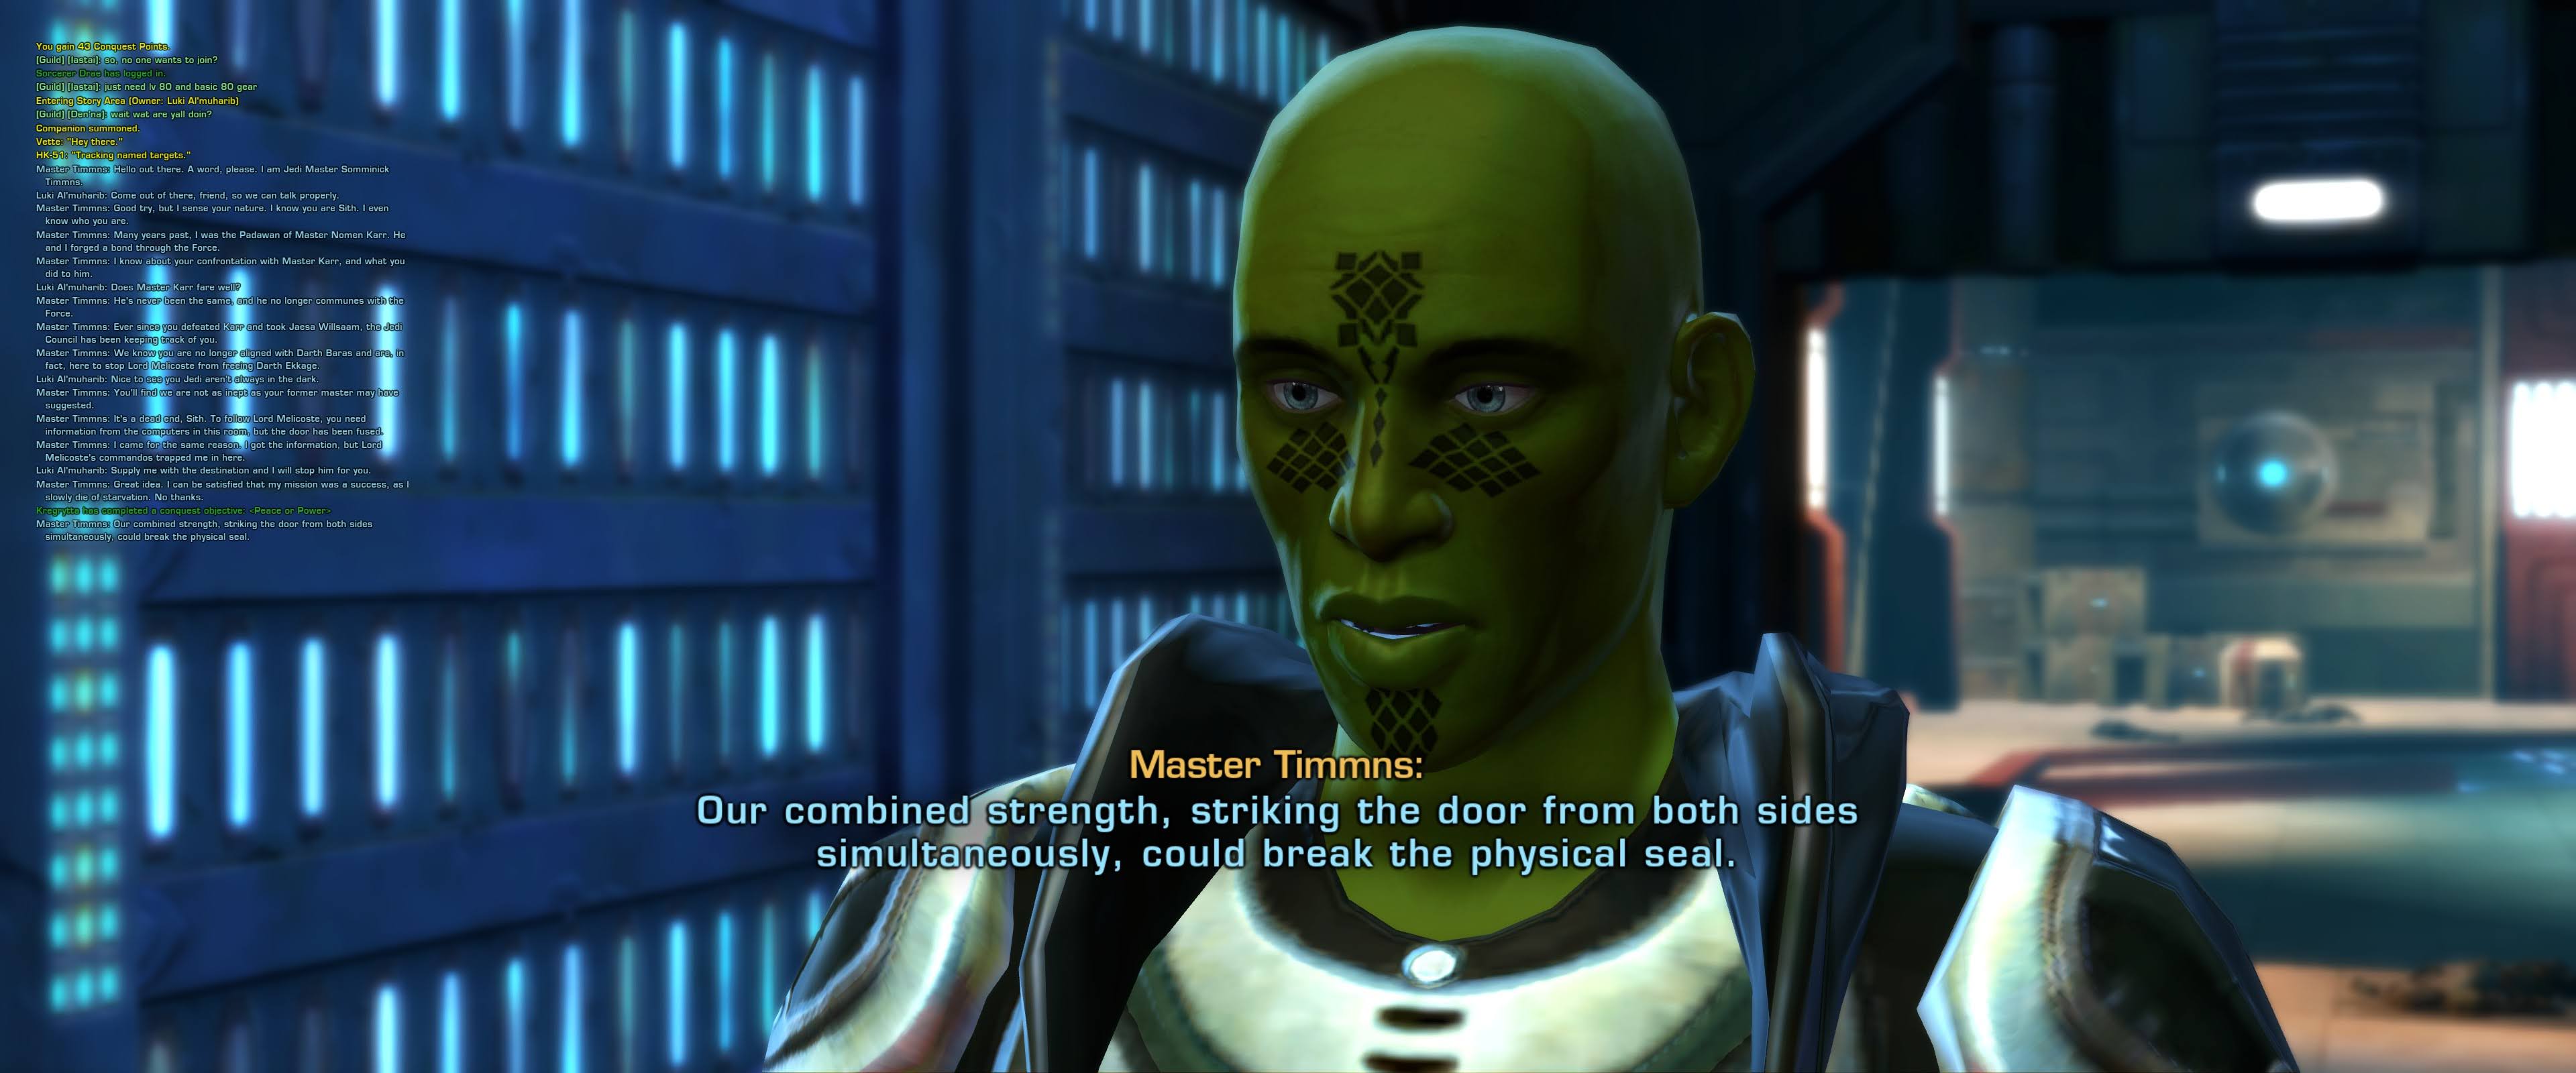 You gain 43 Conquest Points.
[Guild] [Iastai]: so, no one wants to join?
Sorcerer Drae has logged in.
[Guild] [Iastai]: just need lv 80 and basic 80 gear
Entering Story Area (Owner: Luki Al'muharib)
[Guild] [Den'na]: wait wat are yall doin?
Companion summoned.
Vette: "Hey there."
HK-51: "Tracking named targets."
Master Timmns: Hello out there. A word, please. I am Jedi Master Somminick
Timmns.
Luki Al'muharib: Come out of there, friend, so we can talk properly.
Master Timmns: Good try, but I sense your nature. I know you are Sith. I even
know who you are.
Master Timmns: Many years past, I was the Padawan of Master Nomen Karr. He
and I forged a bond through the Force.
Master Timmns: I know about your confrontation with Master Karr, and what you
did to him.
Luki Al'muharib: Does Master Karr fare well?
Master Timmns: He's never been the same, and he no longer communes with the
Force.
Master Timmns: Ever since you defeated Karr and took Jaesa Willsaam, the Jedi
Council has been keeping track of you.
Master Timmns: We know you are no longer aligned with Darth Baras and are, in
fact, here to stop Lord Melicoste from freeing Darth Ekkage.
Luki Al'muharib: Nice to see you Jedi aren't always in the dark.
Master Timmns: You'll find we are not as inept as your former master may have
suggested.
Master Timmns: It's a dead end, Sith. To follow Lord Melicoste, you need
information from the computers in this room, but the door has been fused.
Master Timmns: I came for the same reason. I got the information, but Lord
Melicoste's commandos trapped me in here.
Luki Al'muharib: Supply me with the destination and I will stop him for you.
Master Timmns: Great idea. I can be satisfied that my mission was a success, as I
slowly die of starvation. No thanks.
Kregrytta has completed a conquest objective: <Peace or Power>
Master Timmns: Our combined strength, striking the door from both sides
simultaneously, could break the physical seal.
Master Timmns:
Our combined strength, striking the door from both sides
simultaneously, could break the physical seal.